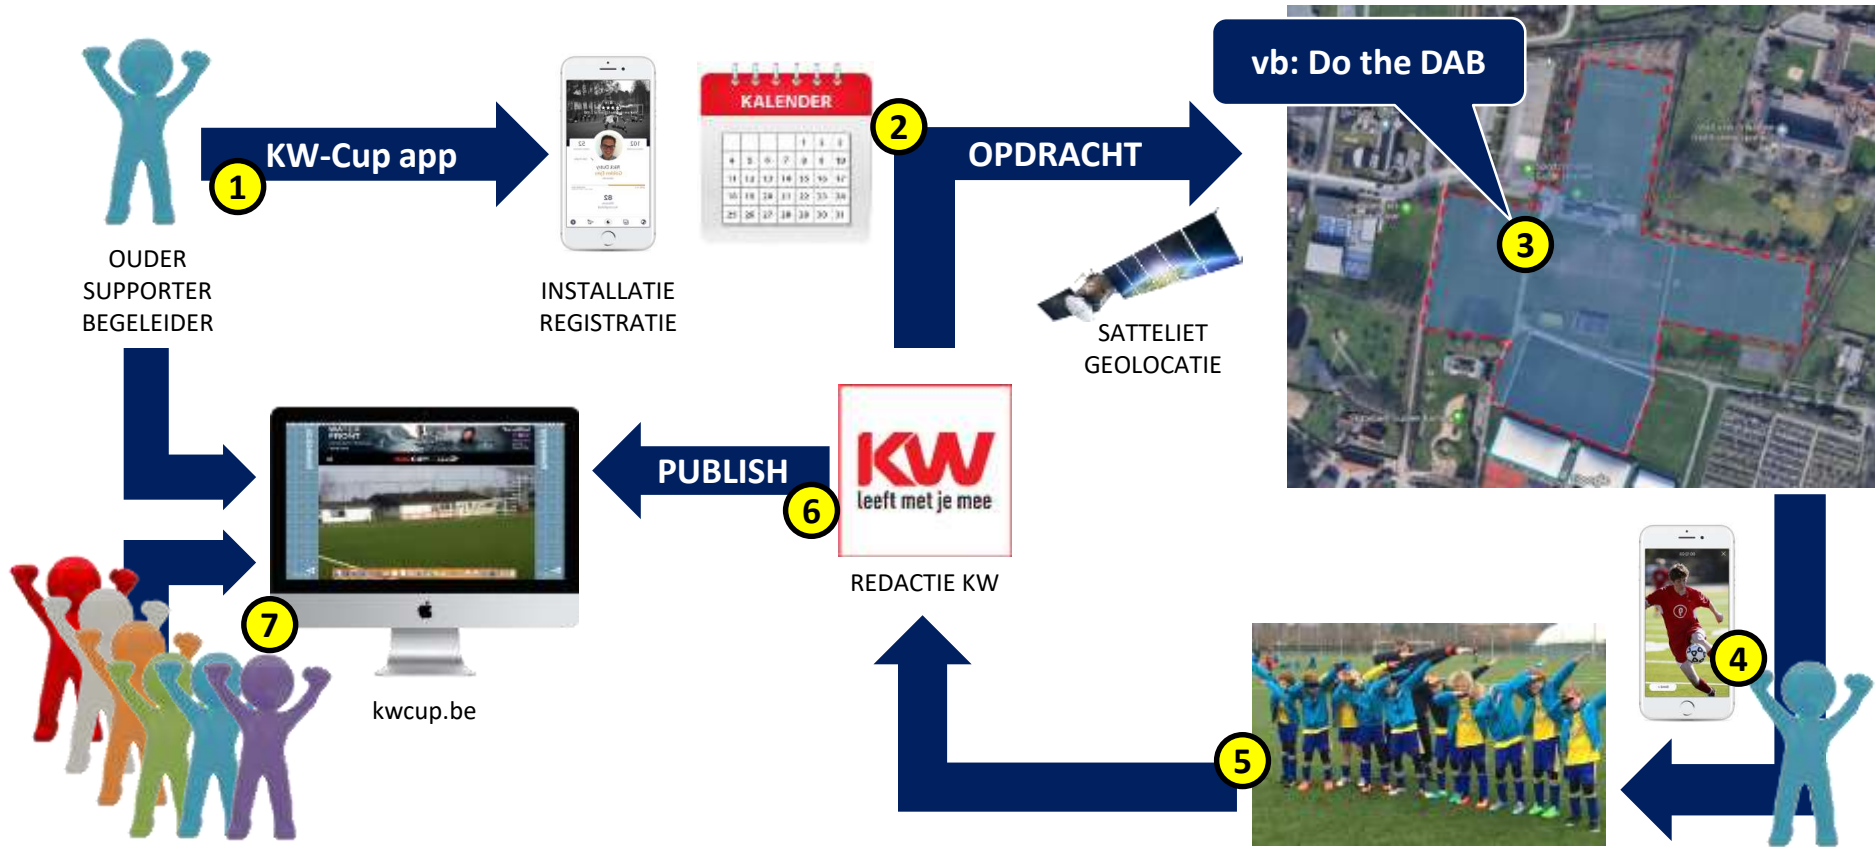 vb: Do the DAB
KALENDER
2
KW-Cup app
OPDRACHT
1
3
OUDER
SUPPORTER
BEGELEIDER
INSTALLATIE
REGISTRATIE
SATTELIET
GEOLOCATIE
PUBLISH
6
KW
leeft met je mee
REDACTIE KW
7
kwcup.be
4
5